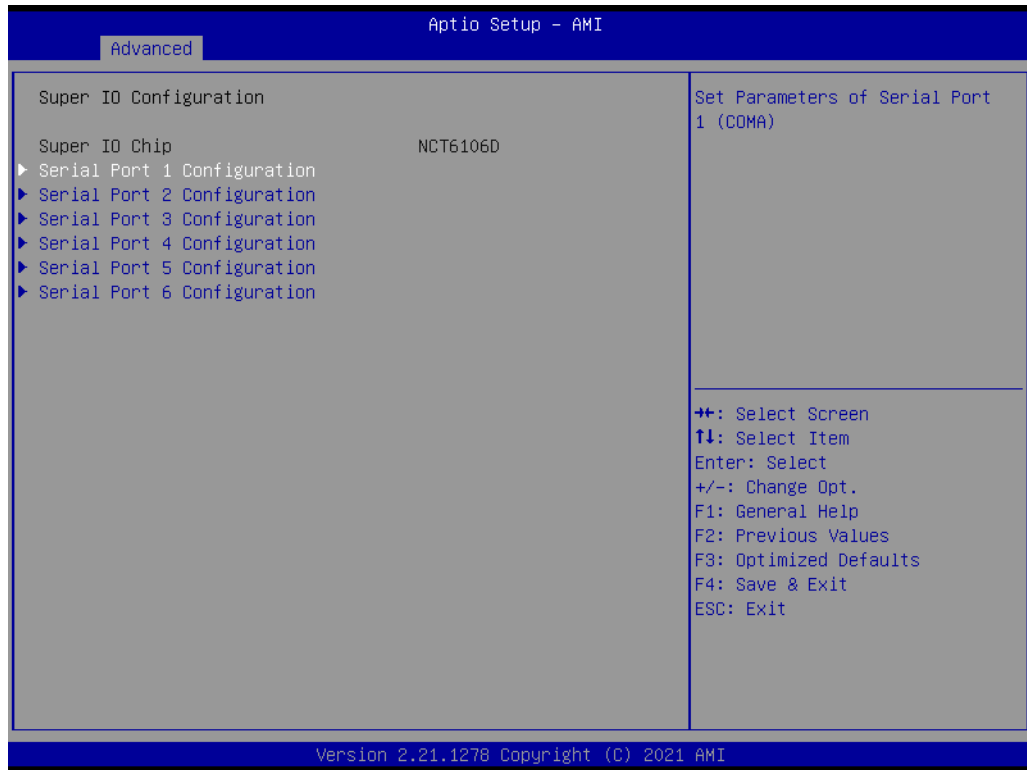 Aptio Setup – AMI
Advanced
Super IO Configuration
Super IO Chip NCT6106D
▶ Serial Port 1 Configuration
▶ Serial Port 2 Configuration
▶ Serial Port 3 Configuration
▶ Serial Port 4 Configuration
▶ Serial Port 5 Configuration
▶ Serial Port 6 Configuration
Set Parameters of Serial Port
1 (COMA)
→←: Select Screen
↑↓: Select Item
Enter: Select
+/-: Change Opt.
F1: General Help
F2: Previous Values
F3: Optimized Defaults
F4: Save & Exit
ESC: Exit
Version 2.21.1278 Copyright (C) 2021 AMI